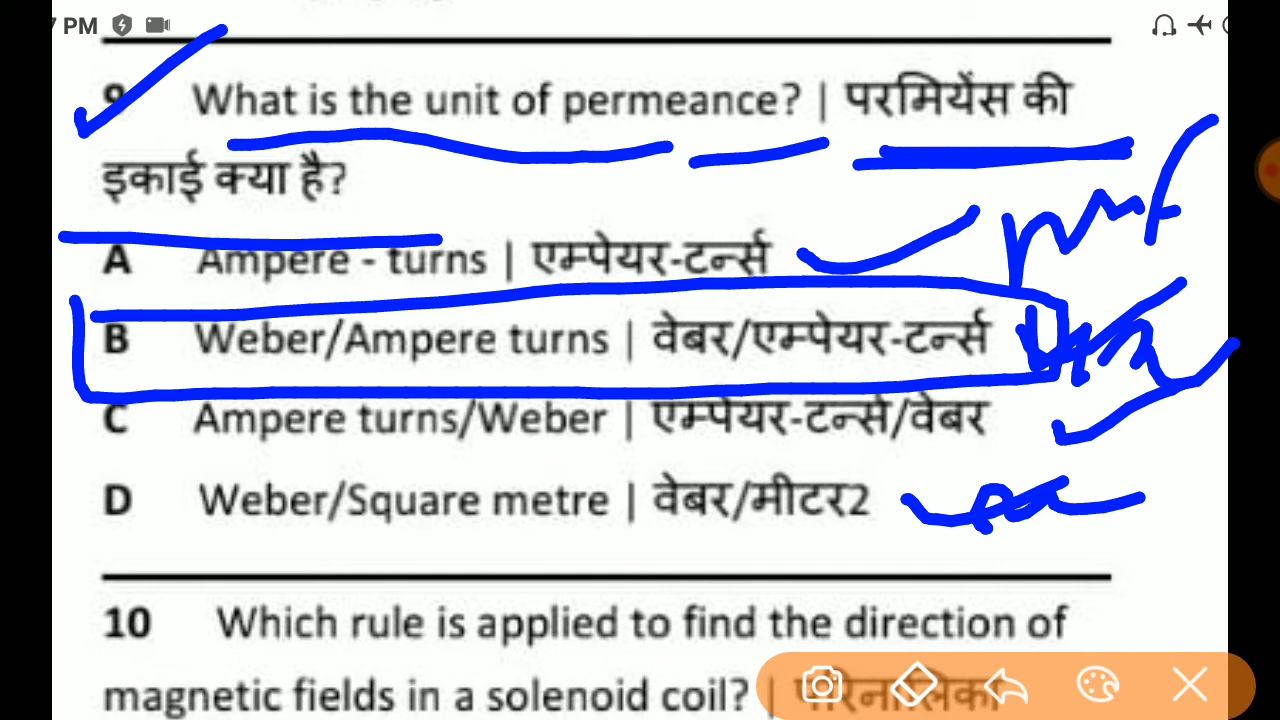 7 PM
9 What is the unit of permeance? | परमियेंस की
इकाई क्या है?
A Ampere - turns | एम्पेयर-टर्न्स
B Weber/Ampere turns | वेबर/एम्पेयर-टर्न्स
C Ampere turns/Weber | एम्पेयर-टर्न्स/वेबर
D Weber/Square metre | वेबर/मीटर2
10 Which rule is applied to find the direction of
magnetic fields in a solenoid coil? | परिनालिका